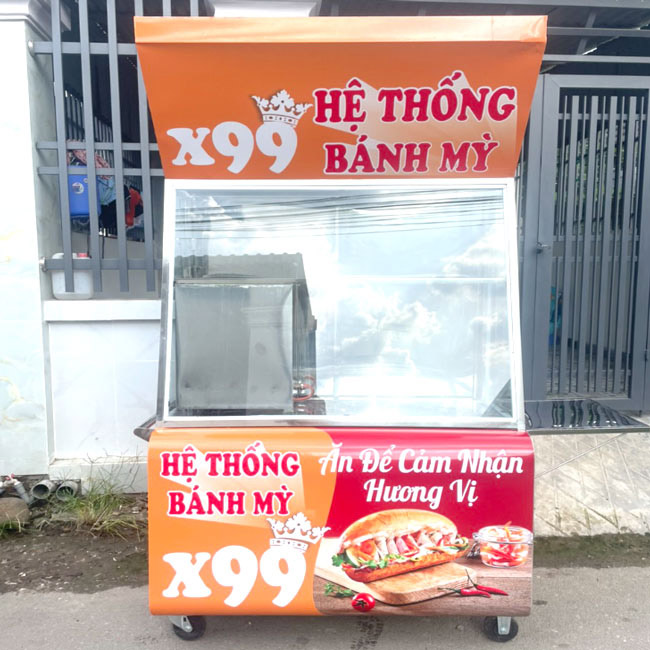 HỆ THỐNG
BÁNH MỲ
X99
HỆ THỐNG
BÁNH MỲ
X99
Ăn Để Cảm Nhận
Hương Vị